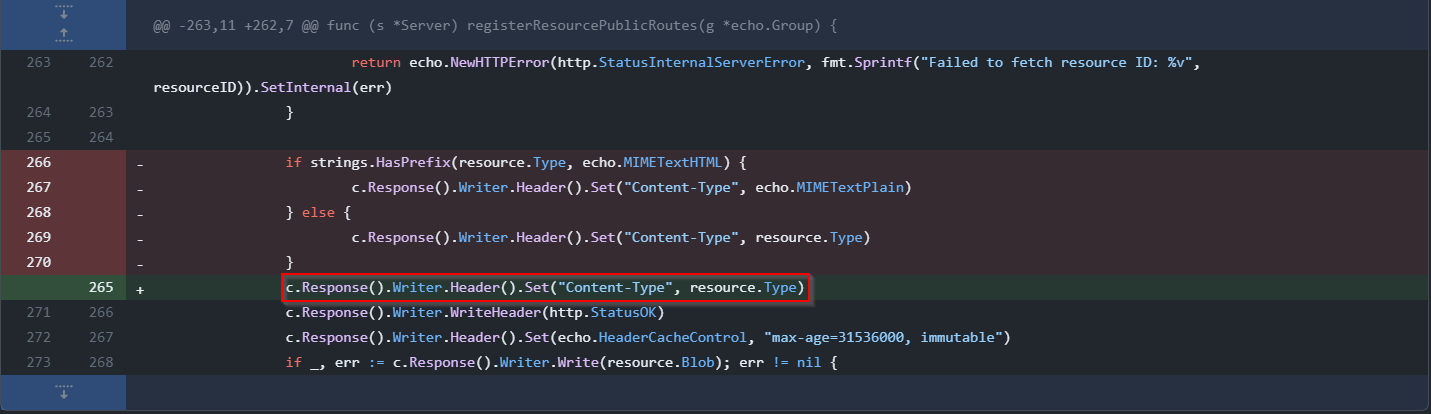 @@ -263,11 +262,7 @@ func (s *Server) registerResourcePublicRoutes(g *echo.Group) {
263 262 return echo.NewHTTPError(http.StatusInternalServerError, fmt.Sprintf("Failed to fetch resource ID: %v",
resourceID)).SetInternal(err)
264 263 }
265 264
266 - if strings.HasPrefix(resource.Type, echo.MIMETextHTML) {
267 - c.Response().Writer.Header().Set("Content-Type", echo.MIMETextPlain)
268 - } else {
269 - c.Response().Writer.Header().Set("Content-Type", resource.Type)
270 - }
265 + c.Response().Writer.Header().Set("Content-Type", resource.Type)
271 266 c.Response().Writer.WriteHeader(http.StatusOK)
272 267 c.Response().Writer.Header().Set(echo.HeaderCacheControl, "max-age=31536000, immutable")
273 268 if _, err := c.Response().Writer.Write(resource.Blob); err != nil {